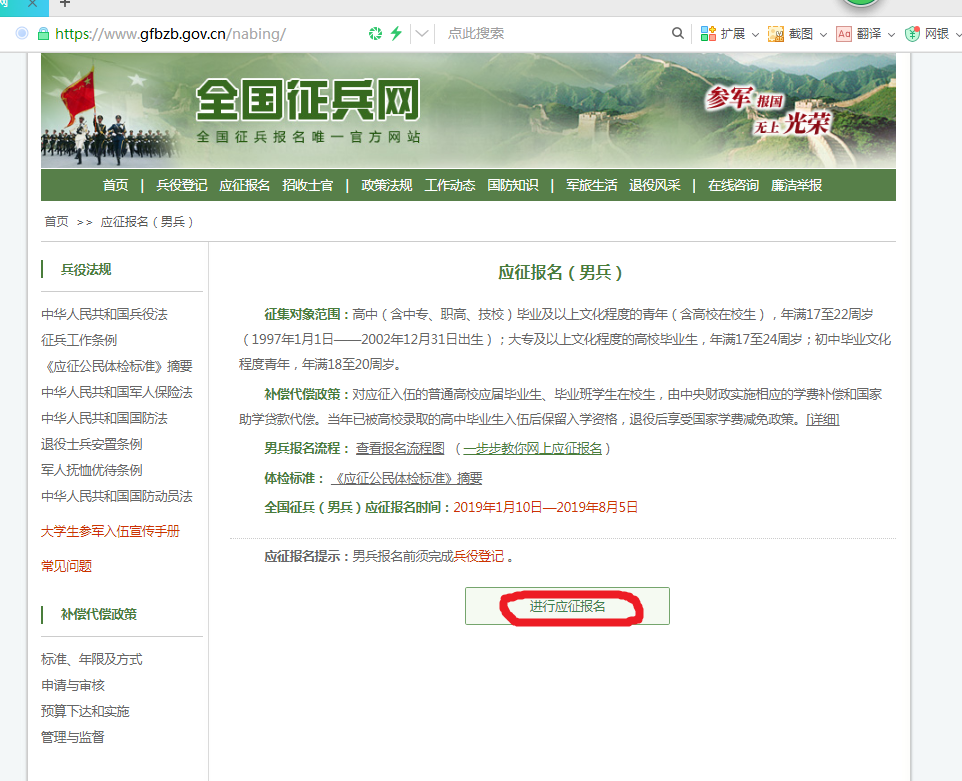 网
https://www.gfbzb.gov.cn/nabing/
点此搜索
扩展
截图
翻译
网银
全国征兵网
全国征兵报名唯一官方网站
参军报国
无上光荣
首页 | 兵役登记 应征报名 招收士官 | 政策法规 工作动态 国防知识 | 军旅生活 退役风采 | 在线咨询 廉洁举报
首页 >> 应征报名（男兵）
兵役法规
中华人民共和国兵役法
征兵工作条例
《应征公民体检标准》摘要
中华人民共和国军人保险法
中华人民共和国国防法
退役士兵安置条例
军人抚恤优待条例
中华人民共和国国防动员法
大学生参军入伍宣传手册
常见问题
补偿代偿政策
标准、年限及方式
申请与审核
预算下达和实施
管理与监督
应征报名（男兵）
征集对象范围：高中（含中专、职高、技校）毕业及以上文化程度的青年（含高校在校生），年满17至22周岁
（1997年1月1日——2002年12月31日出生）；大专及以上文化程度的高校毕业生，年满17至24周岁；初中毕业文化
程度青年，年满18至20周岁。
补偿代偿政策：对应征入伍的普通高校应届毕业生、毕业班学生在校生，由中央财政实施相应的学费补偿和国家
助学贷款代偿。当年已被高校录取的高中毕业生入伍后保留入学资格，退役后享受国家学费减免政策。[详细]
男兵报名流程： 查看报名流程图 （一步步教你网上应征报名）
体检标准： 《应征公民体检标准》摘要
全国征兵（男兵）应征报名时间：2019年1月10日—2019年8月5日
应征报名提示：男兵报名前须完成兵役登记 。
进行应征报名